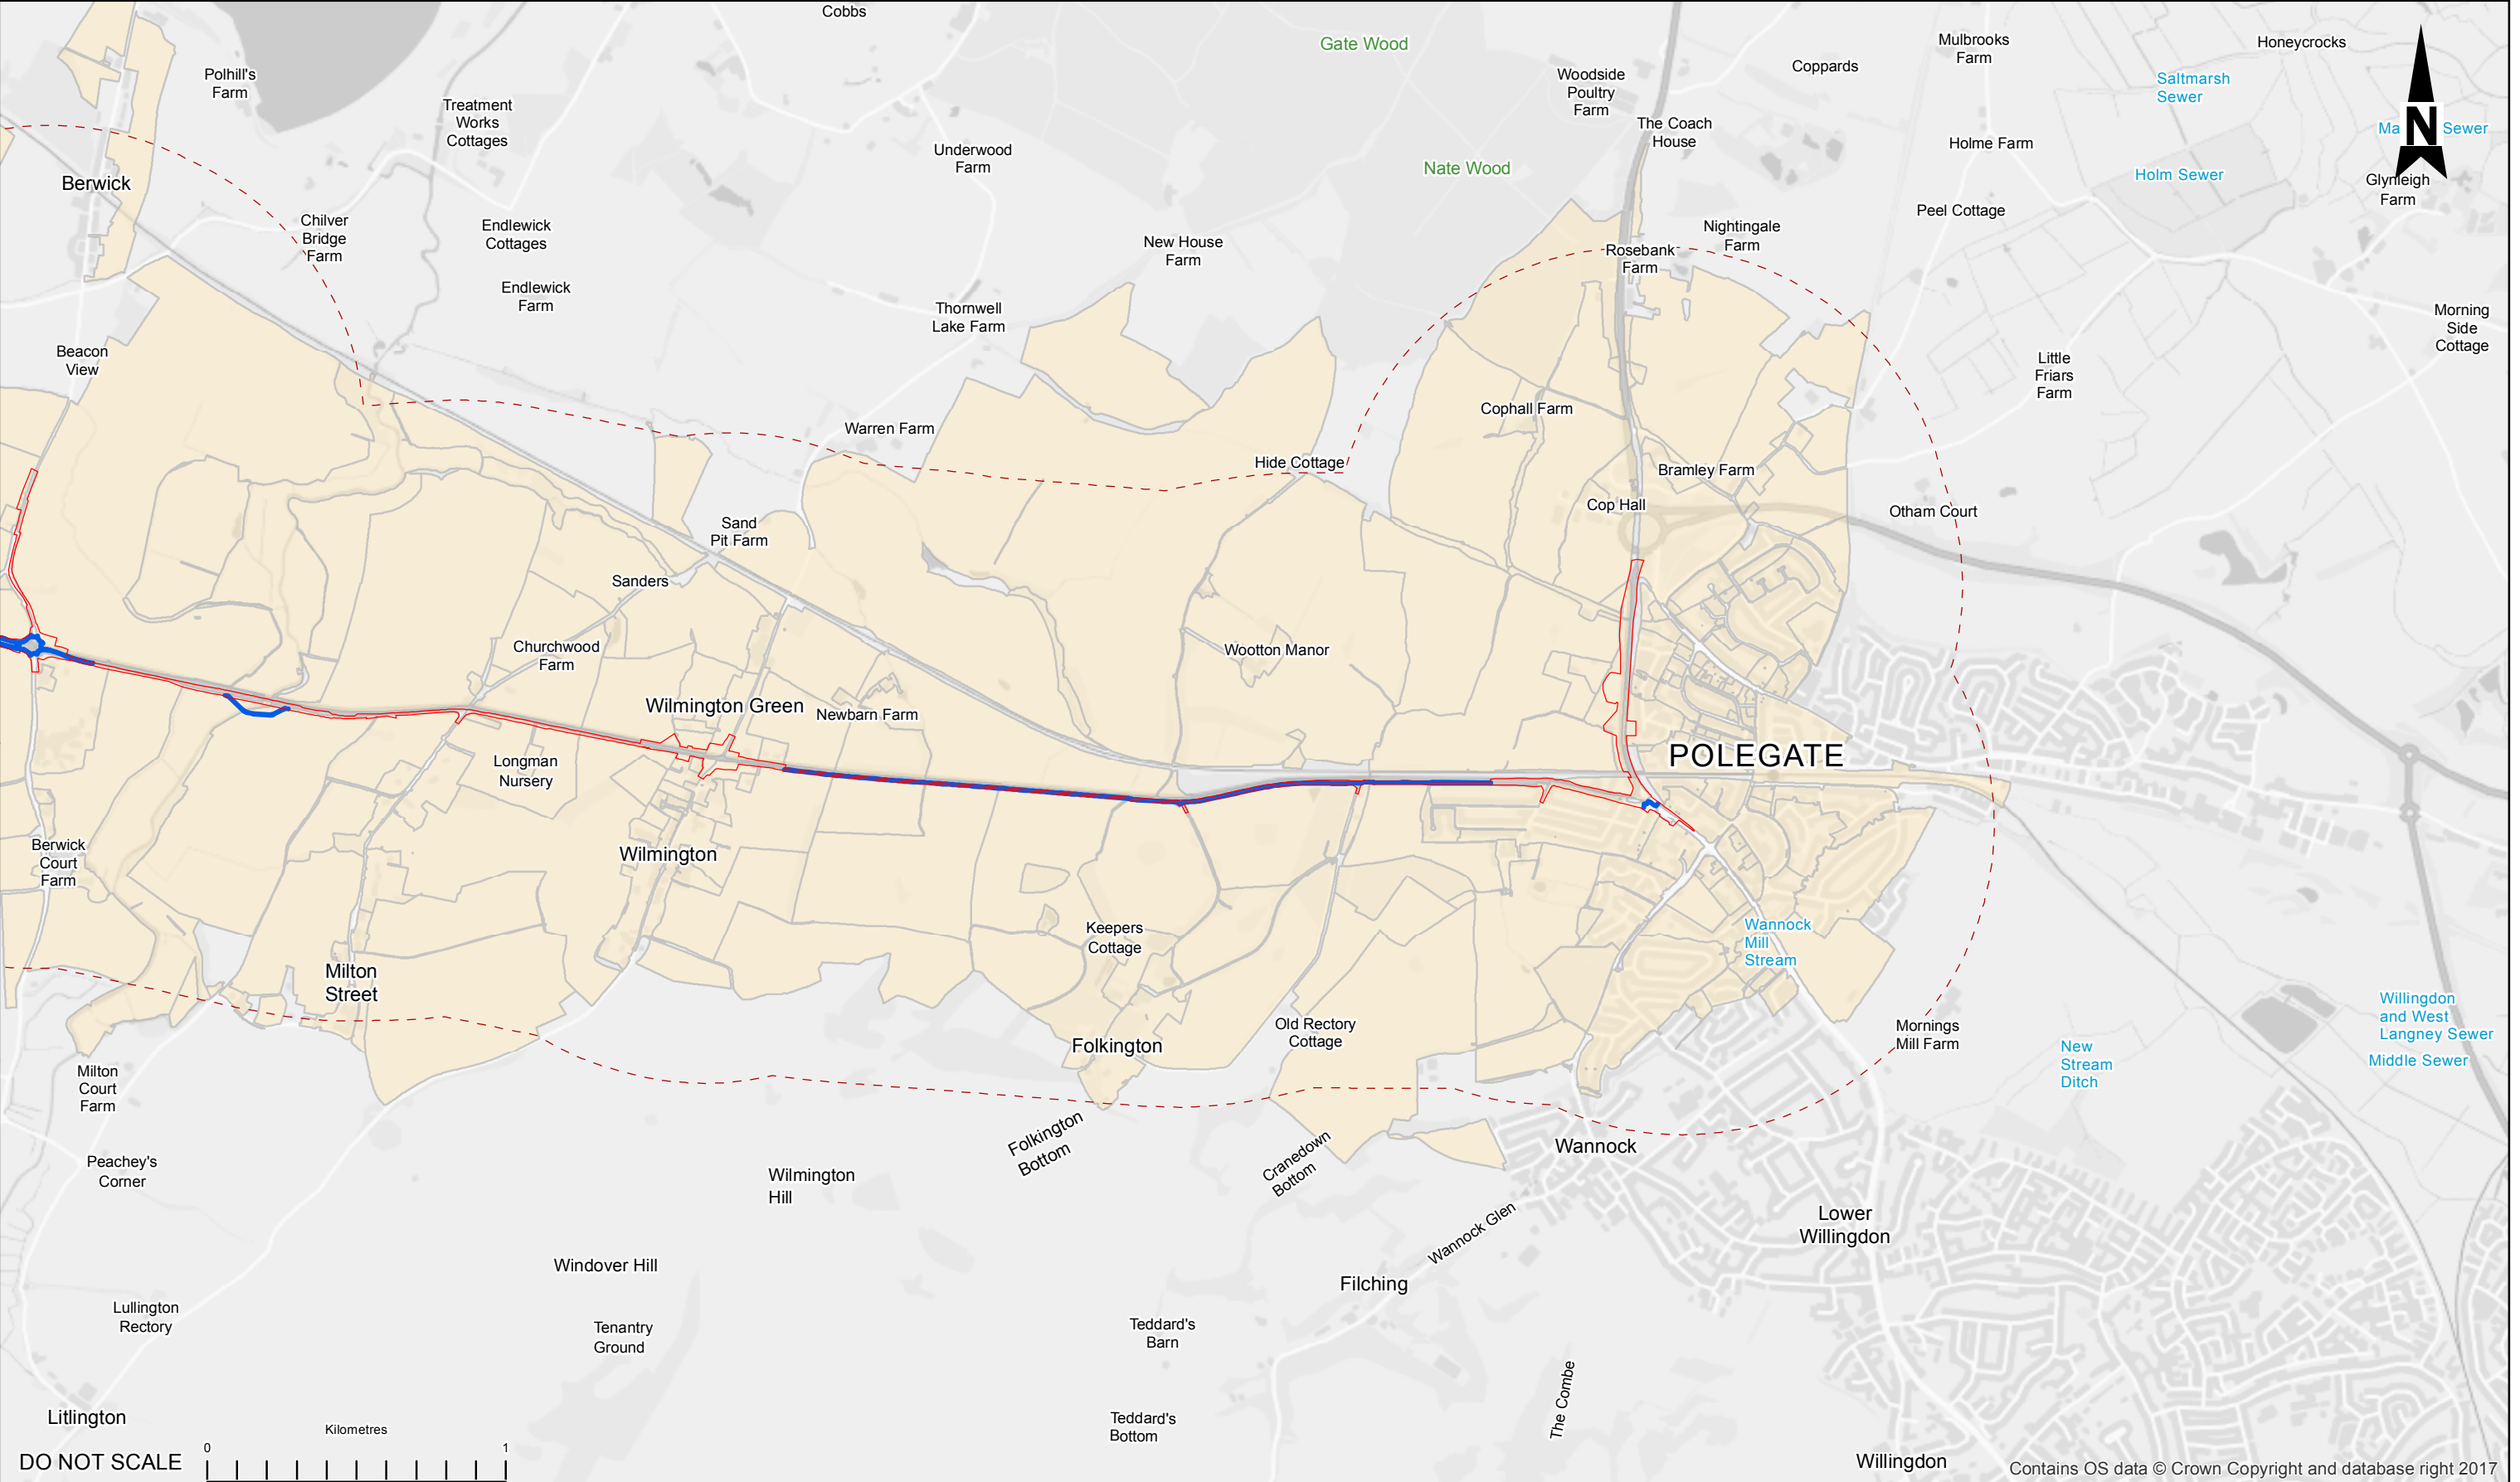 Cobbs
Gate Wood
Mulbrooks
Farm
Honeycrocks
Polhill's
Farm
Woodside
Poultry
Farm
Coppards
Saltmarsh
Sewer
Treatment
Works
Cottages
The Coach
House
N
Sewer
Underwood
Farm
Nate Wood
Holme Farm
Holm Sewer
Glynleigh
Farm
Berwick
Chilver
Bridge
Farm
Endlewick
Cottages
New House
Farm
Rosebank
Farm
Nightingale
Farm
Peel Cottage
Endlewick
Farm
Thornwell
Lake Farm
Morning
Side
Cottage
Beacon
View
Little
Friars
Farm
Cophall Farm
Warren Farm
Hide Cottage
Bramley Farm
Cop Hall
Otham Court
Sand
Pit Farm
Sanders
Churchwood
Farm
Wootton Manor
Wilmington Green
Newbarn Farm
Longman
Nursery
POLEGATE
Berwick
Court
Farm
Wilmington
Keepers
Cottage
Wannock
Mill
Stream
Milton
Street
Old Rectory
Cottage
Folkington
Mornings
Mill Farm
Willingdon
and West
Langney Sewer
Middle Sewer
New
Stream
Ditch
Milton
Court
Farm
Folkington
Bottom
Cranedown
Bottom
Wannock
Peachey's
Corner
Wilmington
Hill
Wannock Glen
Lower
Willingdon
Windover Hill
Filching
Lullington
Rectory
Tenantry
Ground
Teddard's
Barn
The Combe
Litlington
Teddard's
Bottom
Kilometres
0 1
DO NOT SCALE
Willingdon
Contains OS data © Crown Copyright and database right 2017